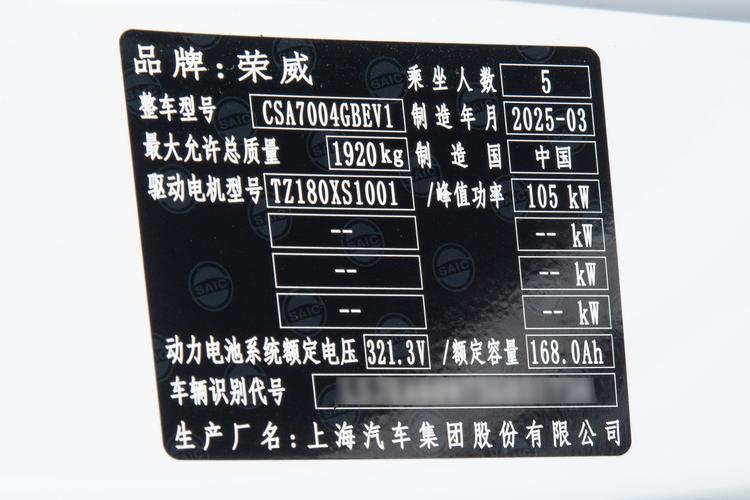 品牌：荣威 乘坐人数 5
整车型号 CSA7004GBEV1 制造年月 2025-03
最大允许总质量 1920kg 制造国 中国
驱动电机型号 TZ180XS1001 /峰值功率 105 kW
-- -- kW
-- -- kW
-- -- kW
动力电池系统额定电压 321.3V /额定容量 168.0Ah
车辆识别代号
生产厂名：上海汽车集团股份有限公司
SAIC
SAIC
SAIC
SAIC